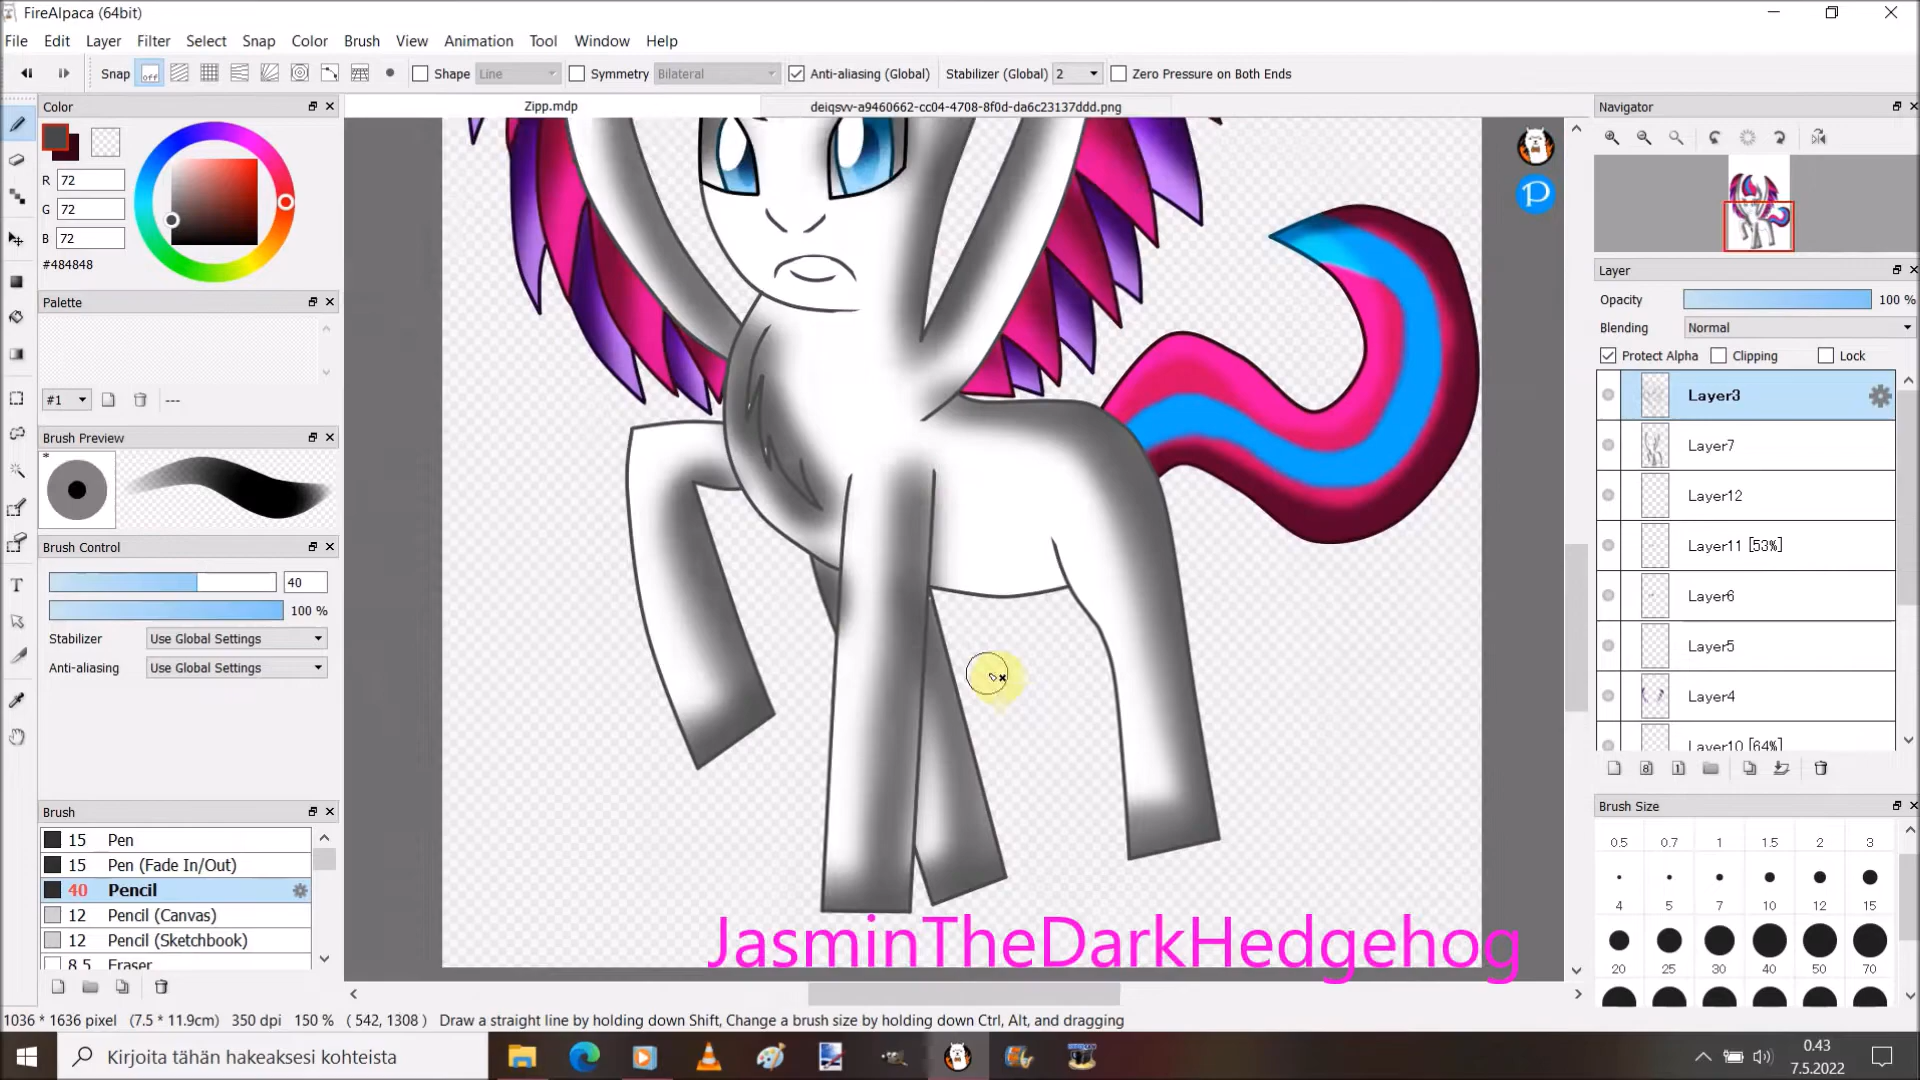 FireAlpaca (64bit)
File Edit Layer Filter Select Snap Color Brush View Animation Tool Window Help
Snap off Shape Line Symmetry Bilateral Anti-aliasing (Global) Stabilizer (Global) 2 Zero Pressure on Both Ends
Color
Zipp.mdp
deiqsvv-a9460662-cc04-4708-8f0d-da6c23137ddd.png
Navigator
R 72
G 72
B 72
#484848
Palette
#1 ---
Brush Preview
*
Brush Control
40
100 %
Stabilizer Use Global Settings
Anti-aliasing Use Global Settings
Brush
15 Pen
15 Pen (Fade In/Out)
40 Pencil
12 Pencil (Canvas)
12 Pencil (Sketchbook)
8.5 Eraser
P
Layer
Opacity 100 %
Blending Normal
Protect Alpha Clipping Lock
Layer3
Layer7
Layer12
Layer11 [53%]
Layer6
Layer5
Layer4
Layer10 [64%]
8 1
Brush Size
0.5 0.7 1 1.5 2 3
4 5 7 10 12 15
20 25 30 40 50 70
JasminTheDarkHedgehog
1036 * 1636 pixel (7.5 * 11.9cm) 350 dpi 150 % ( 542, 1308 ) Draw a straight line by holding down Shift, Change a brush size by holding down Ctrl, Alt, and dragging
Kirjoita tähän hakeaksesi kohteista
0.43
7.5.2022